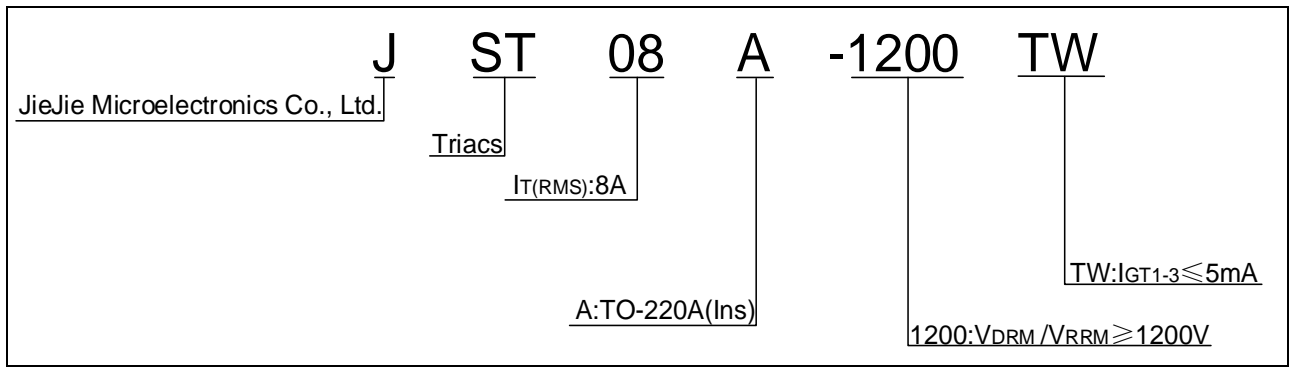 J ST 08 A -1200 TW
JieJie Microelectronics Co., Ltd.
Triacs
IT(RMS):8A
TW:IGT1-3≤5mA
A:TO-220A(Ins)
1200:VDRM /VRRM≥1200V